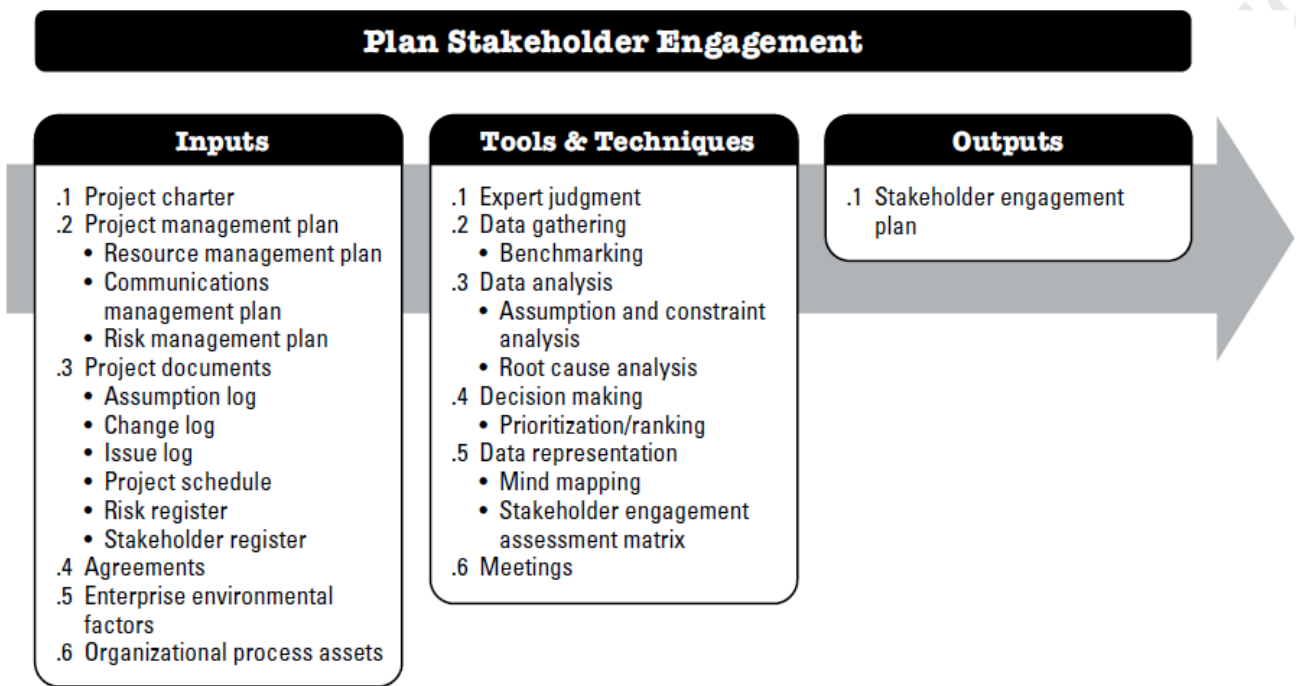 Plan Stakeholder Engagement
Inputs
.1 Project charter
.2 Project management plan
• Resource management plan
• Communications
management plan
• Risk management plan
.3 Project documents
• Assumption log
• Change log
• Issue log
• Project schedule
• Risk register
• Stakeholder register
.4 Agreements
.5 Enterprise environmental
factors
.6 Organizational process assets
Tools & Techniques
.1 Expert judgment
.2 Data gathering
• Benchmarking
.3 Data analysis
• Assumption and constraint
analysis
• Root cause analysis
.4 Decision making
• Prioritization/ranking
.5 Data representation
• Mind mapping
• Stakeholder engagement
assessment matrix
.6 Meetings
Outputs
.1 Stakeholder engagement
plan